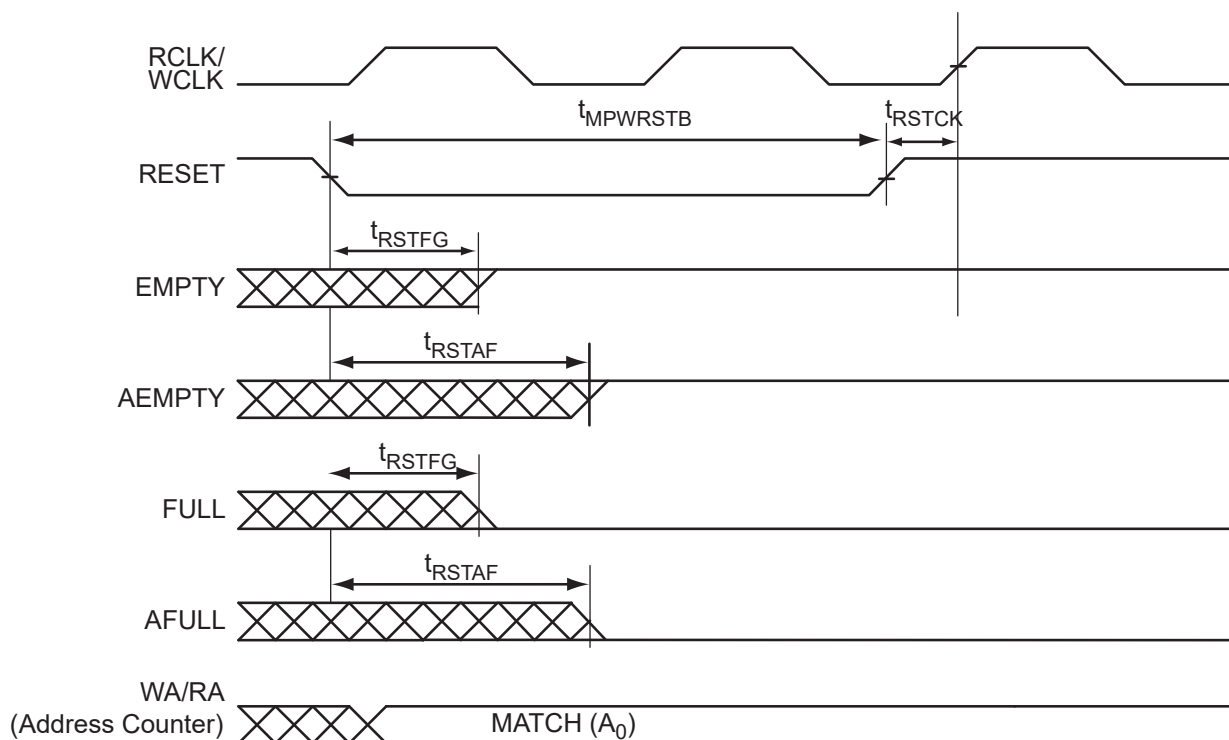 RCLK/
WCLK
tMPWRSTB
tRSTCK
RESET
tRSTFG
EMPTY
tRSTAF
AEMPTY
tRSTFG
FULL
tRSTAF
AFULL
WA/RA
(Address Counter)
MATCH (A0)